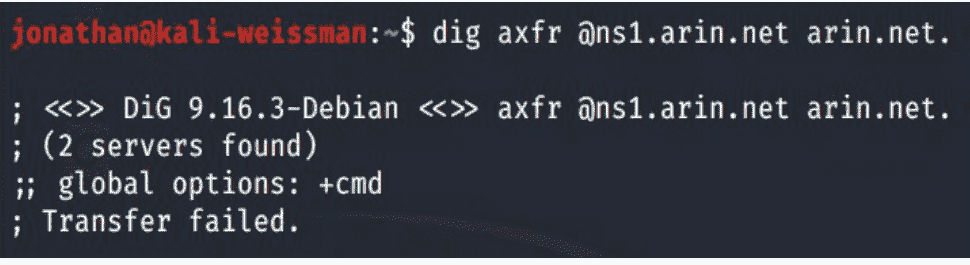 jonathan@kali-weissman:~$ dig axfr @ns1.arin.net arin.net.
; <<>> DiG 9.16.3-Debian <<>> axfr @ns1.arin.net arin.net.
; (2 servers found)
;; global options: +cmd
; Transfer failed.